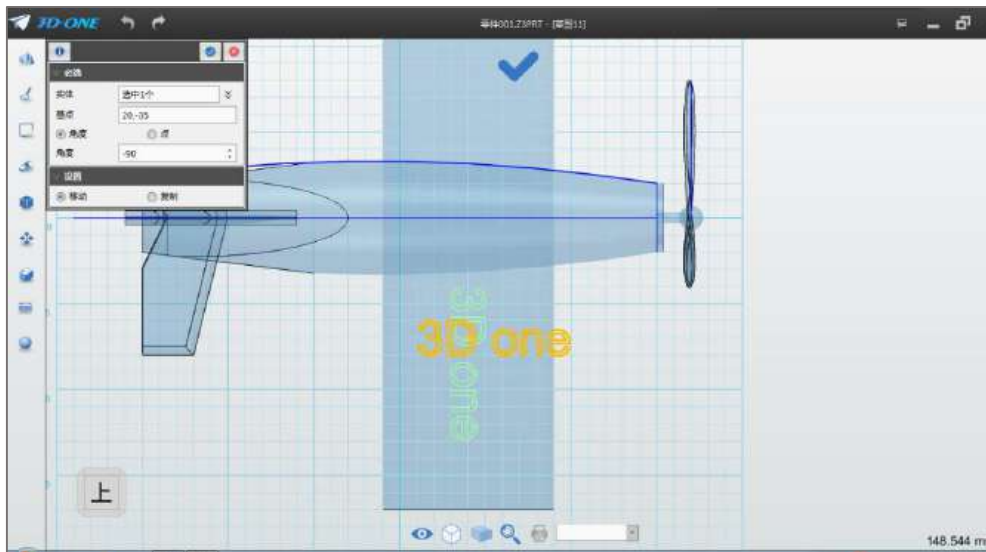 3D-ONE
零件001.Z3PRT - [草图11]
必选
实体 选中1个
基点 20,-35
角度 点
角度 -90
设置
移动 复制
3D one
3D one
上
148.544 m